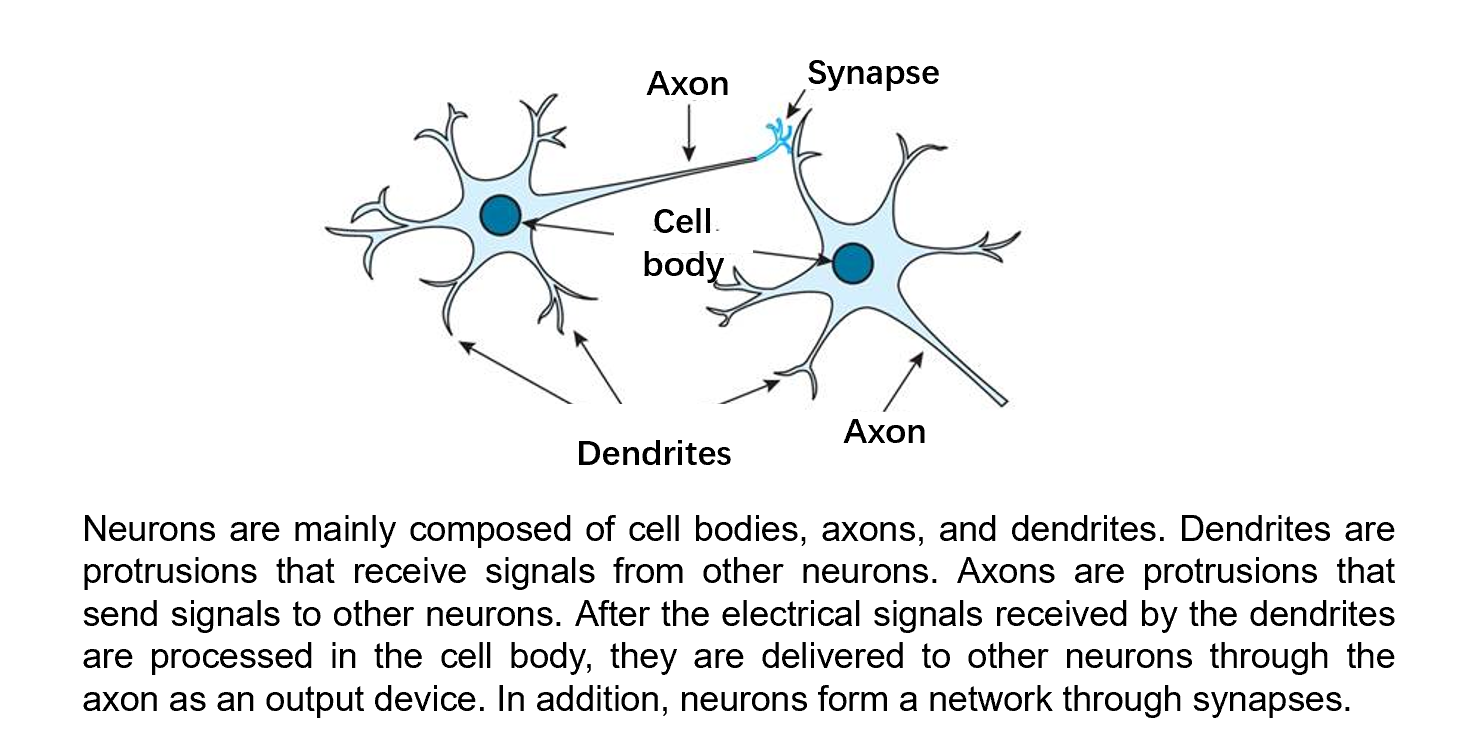 Axon
Synapse
Cell
body
Dendrites
Axon
Neurons are mainly composed of cell bodies, axons, and dendrites. Dendrites are
protrusions that receive signals from other neurons. Axons are protrusions that
send signals to other neurons. After the electrical signals received by the dendrites
are processed in the cell body, they are delivered to other neurons through the
axon as an output device. In addition, neurons form a network through synapses.